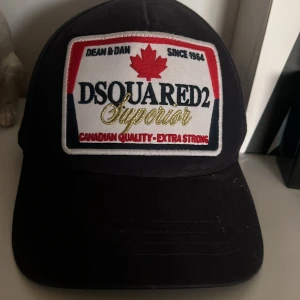 DEAN & DAN SINCE 1964
DSQUARED2
Superior
CANADIAN QUALITY-EXTRA STRONG